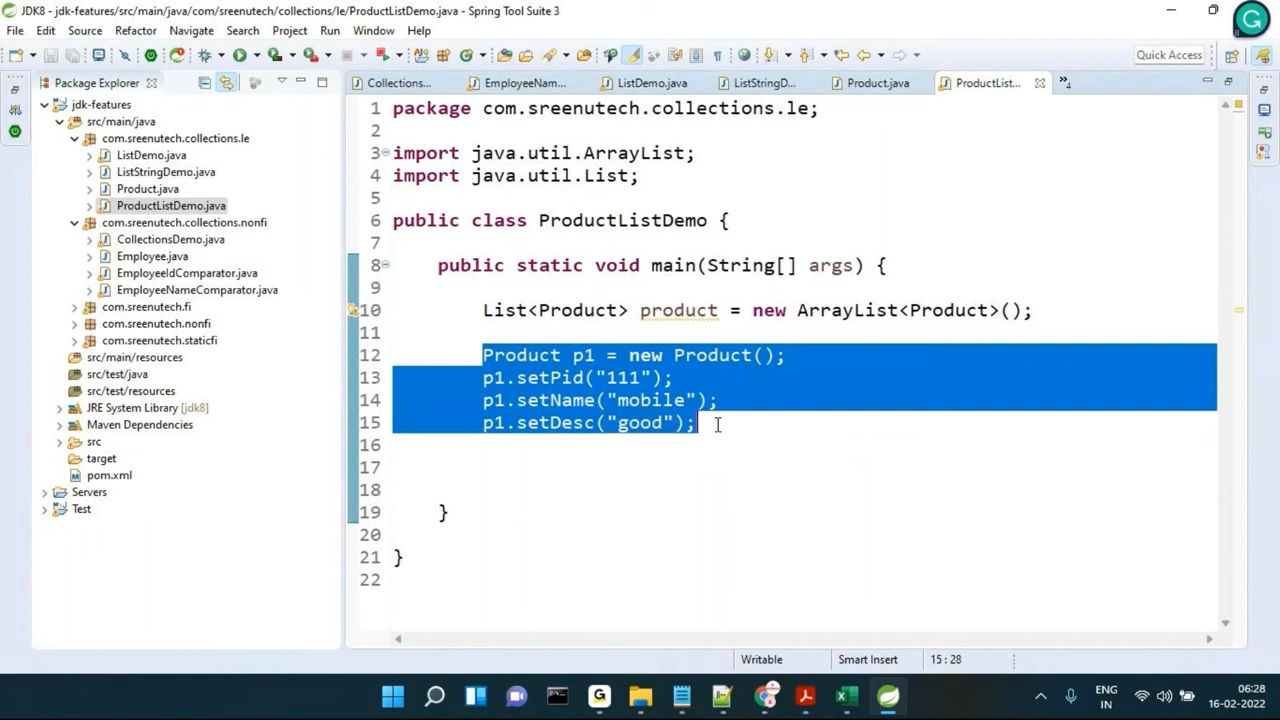 JDK8 - jdk-features/src/main/java/com/sreenutech/collections/le/ProductListDemo.java - Spring Tool Suite 3
File Edit Source Refactor Navigate Search Project Run Window Help
Quick Access
Package Explorer
Collections...
EmployeeNam...
ListDemo.java
ListStringD...
Product.java
ProductList...
jdk-features
src/main/java
com.sreenutech.collections.le
ListDemo.java
ListStringDemo.java
Product.java
ProductListDemo.java
com.sreenutech.collections.nonfi
CollectionsDemo.java
Employee.java
EmployeeIdComparator.java
EmployeeNameComparator.java
com.sreenutech.fi
com.sreenutech.nonfi
com.sreenutech.staticfi
src/main/resources
src/test/java
src/test/resources
JRE System Library [jdk8]
Maven Dependencies
src
target
pom.xml
Servers
Test
1 package com.sreenutech.collections.le;
2
3 import java.util.ArrayList;
4 import java.util.List;
5
6 public class ProductListDemo {
7
8 public static void main(String[] args) {
9
10 List<Product> product = new ArrayList<Product>();
11
12 Product p1 = new Product();
13 p1.setPid("111");
14 p1.setName("mobile");
15 p1.setDesc("good");
16
17
18
19 }
20
21 }
22
Writable
Smart Insert
15 : 28
ENG
IN
06:28
16-02-2022